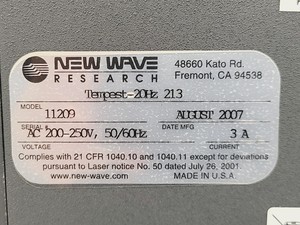 NEW WAVE
RESEARCH
48660 Kato Rd.
Fremont, CA 94538
Tempest-20Hz 213
MODEL
11209
AUGUST 2007
SERIAL
DATE MFG
AC 200-250V, 50/60Hz
3 A
VOLTAGE
CURRENT
Complies with 21 CFR 1040.10 and 1040.11 except for deviations
pursuant to Laser notice No. 50 dated July 26, 2001.
www.new-wave.com
MADE IN U.S.A.